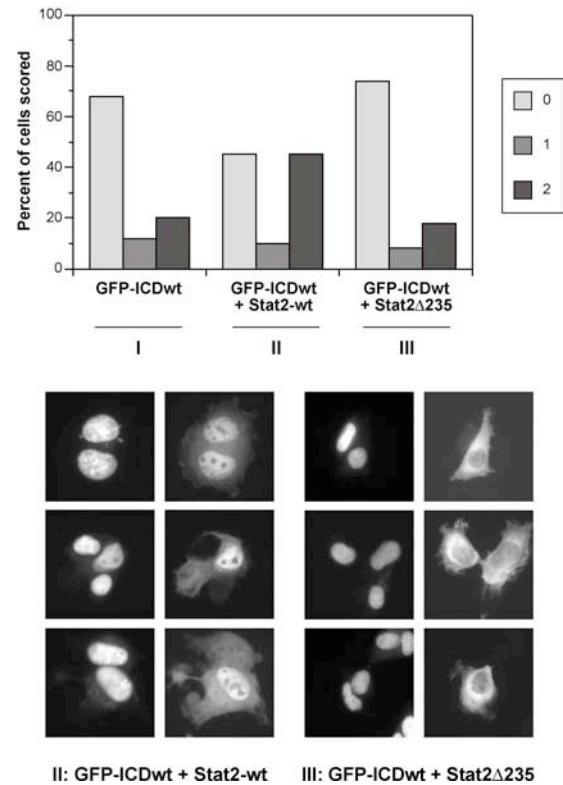 Percent of cells scored
100
80
60
40
20
0
GFP-ICDwt
GFP-ICDwt
+ Stat2-wt
GFP-ICDwt
+ Stat2Δ235
I
II
III
0
1
2
II: GFP-ICDwt + Stat2-wt
III: GFP-ICDwt + Stat2Δ235